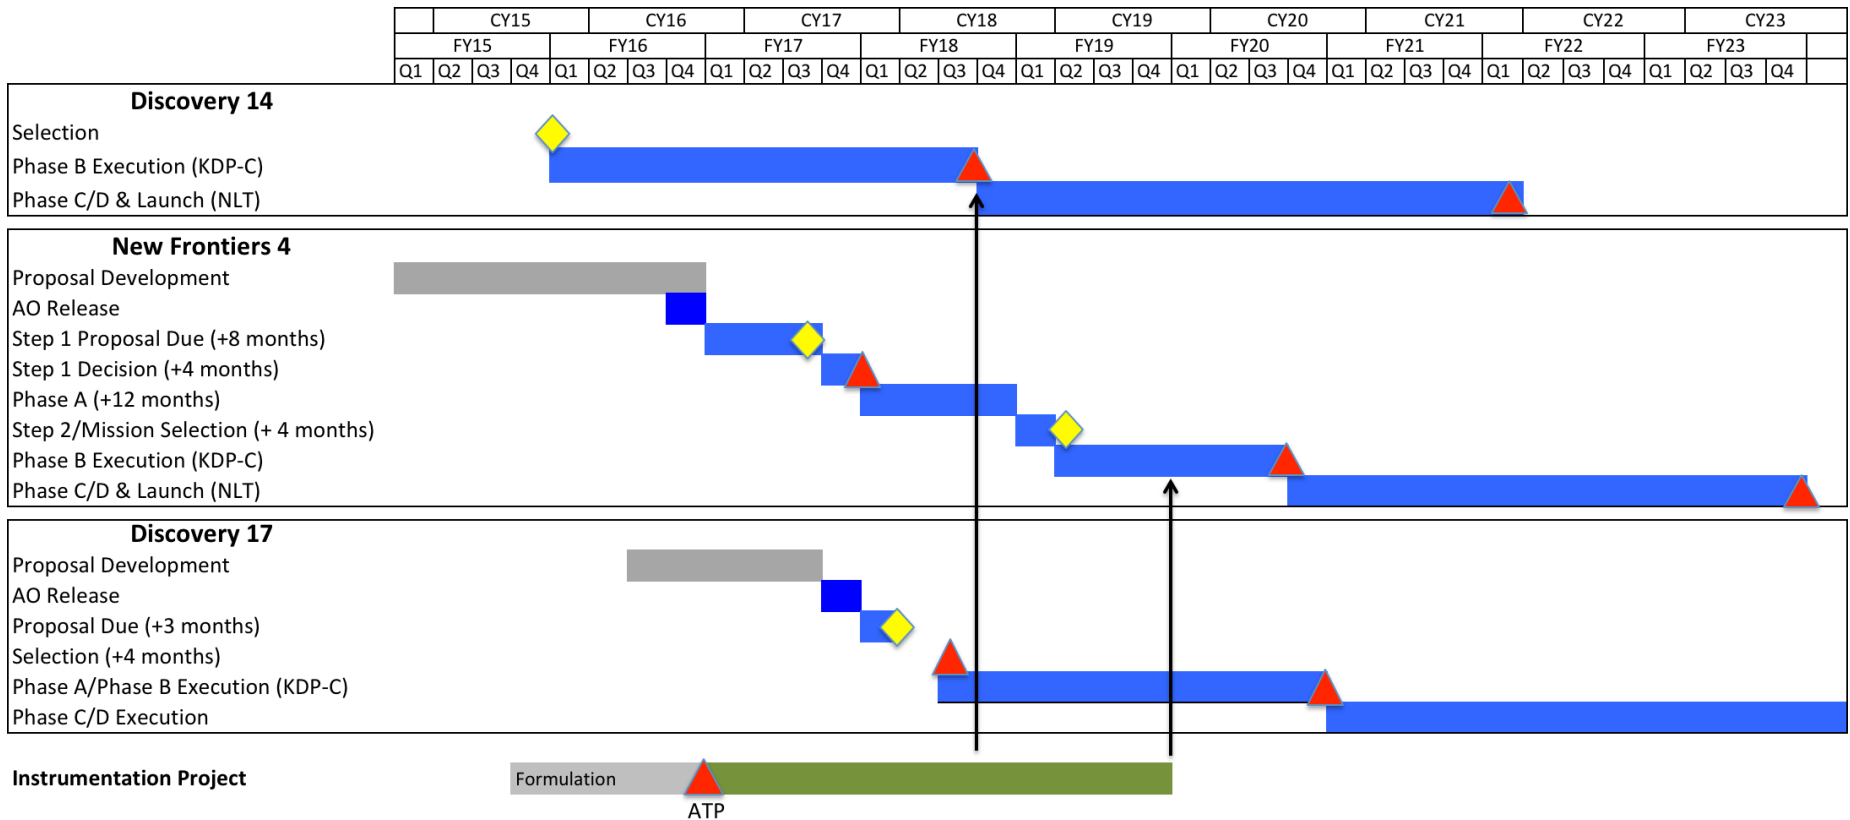 CY15 CY16 CY17 CY18 CY19 CY20 CY21 CY22 CY23
FY15 FY16 FY17 FY18 FY19 FY20 FY21 FY22 FY23
Q1 Q2 Q3 Q4 Q1 Q2 Q3 Q4 Q1 Q2 Q3 Q4 Q1 Q2 Q3 Q4 Q1 Q2 Q3 Q4 Q1 Q2 Q3 Q4 Q1 Q2 Q3 Q4 Q1 Q2 Q3 Q4 Q1 Q2 Q3 Q4
Discovery 14
Selection
Phase B Execution (KDP-C)
Phase C/D & Launch (NLT)
New Frontiers 4
Proposal Development
AO Release
Step 1 Proposal Due (+8 months)
Step 1 Decision (+4 months)
Phase A (+12 months)
Step 2/Mission Selection (+ 4 months)
Phase B Execution (KDP-C)
Phase C/D & Launch (NLT)
Discovery 17
Proposal Development
AO Release
Proposal Due (+3 months)
Selection (+4 months)
Phase A/Phase B Execution (KDP-C)
Phase C/D Execution
Instrumentation Project Formulation
ATP